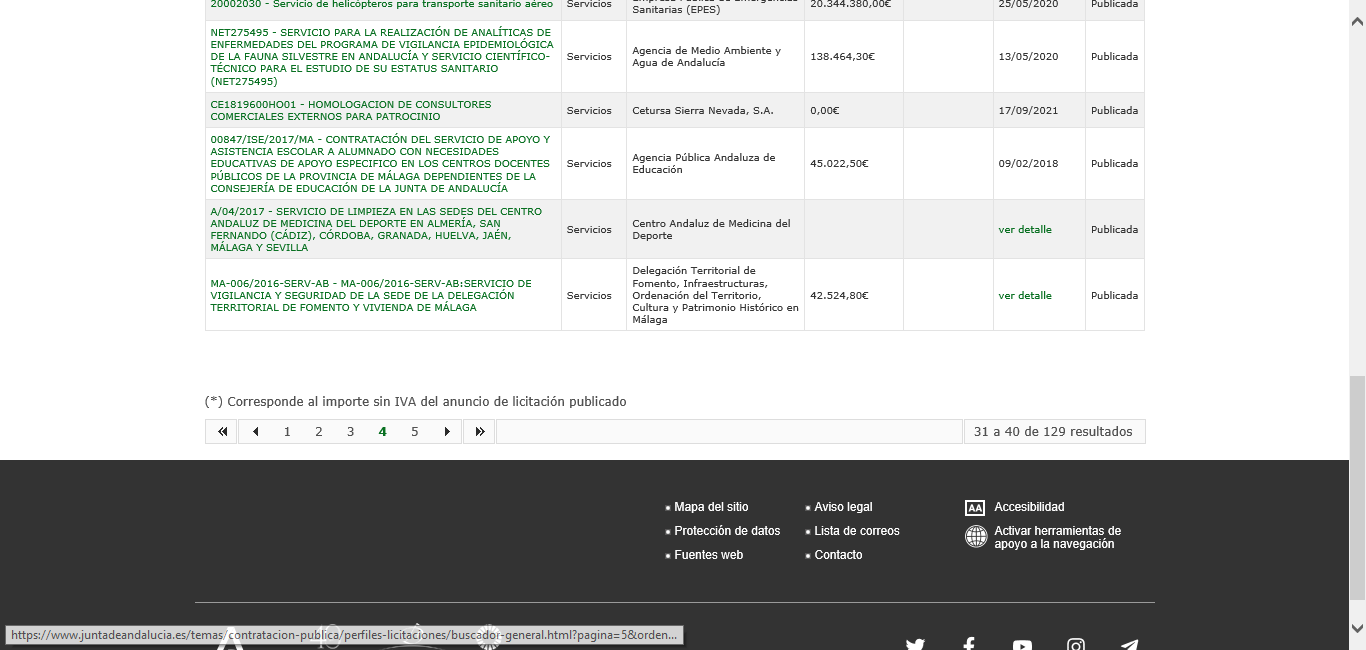 20002030 - Servicio de helicópteros para transporte sanitario aéreo
Servicios
Sanitarias (EPES)
20.344.380,00€
25/05/2020
Publicada
NET275495 - SERVICIO PARA LA REALIZACIÓN DE ANALÍTICAS DE
ENFERMEDADES DEL PROGRAMA DE VIGILANCIA EPIDEMIOLÓGICA
DE LA FAUNA SILVESTRE EN ANDALUCÍA Y SERVICIO CIENTÍFICO-
TÉCNICO PARA EL ESTUDIO DE SU ESTATUS SANITARIO
(NET275495)
Servicios
Agencia de Medio Ambiente y
Agua de Andalucía
138.464,30€
13/05/2020
Publicada
CE1819600HO01 - HOMOLOGACION DE CONSULTORES
COMERCIALES EXTERNOS PARA PATROCINIO
Servicios
Cetursa Sierra Nevada, S.A.
0,00€
17/09/2021
Publicada
00847/ISE/2017/MA - CONTRATACIÓN DEL SERVICIO DE APOYO Y
ASISTENCIA ESCOLAR A ALUMNADO CON NECESIDADES
EDUCATIVAS DE APOYO ESPECIFICO EN LOS CENTROS DOCENTES
PÚBLICOS DE LA PROVINCIA DE MÁLAGA DEPENDIENTES DE LA
CONSEJERÍA DE EDUCACIÓN DE LA JUNTA DE ANDALUCÍA
Servicios
Agencia Pública Andaluza de
Educación
45.022,50€
09/02/2018
Publicada
A/04/2017 - SERVICIO DE LIMPIEZA EN LAS SEDES DEL CENTRO
ANDALUZ DE MEDICINA DEL DEPORTE EN ALMERÍA, SAN
FERNANDO (CÁDIZ), CÓRDOBA, GRANADA, HUELVA, JAÉN,
MÁLAGA Y SEVILLA
Servicios
Centro Andaluz de Medicina del
Deporte
ver detalle
Publicada
MA-006/2016-SERV-AB - MA-006/2016-SERV-AB:SERVICIO DE
VIGILANCIA Y SEGURIDAD DE LA SEDE DE LA DELEGACIÓN
TERRITORIAL DE FOMENTO Y VIVIENDA DE MÁLAGA
Servicios
Delegación Territorial de
Fomento, Infraestructuras,
Ordenación del Territorio,
Cultura y Patrimonio Histórico en
Málaga
42.524,80€
ver detalle
Publicada
(*) Corresponde al importe sin IVA del anuncio de licitación publicado
1 2 3 4 5
31 a 40 de 129 resultados
Mapa del sitio
Aviso legal
AA Accesibilidad
Protección de datos
Lista de correos
Activar herramientas de
apoyo a la navegación
Fuentes web
Contacto
https://www.juntadeandalucia.es/temas/contratacion-publica/perfiles-licitaciones/buscador-general.html?pagina=5&orden...